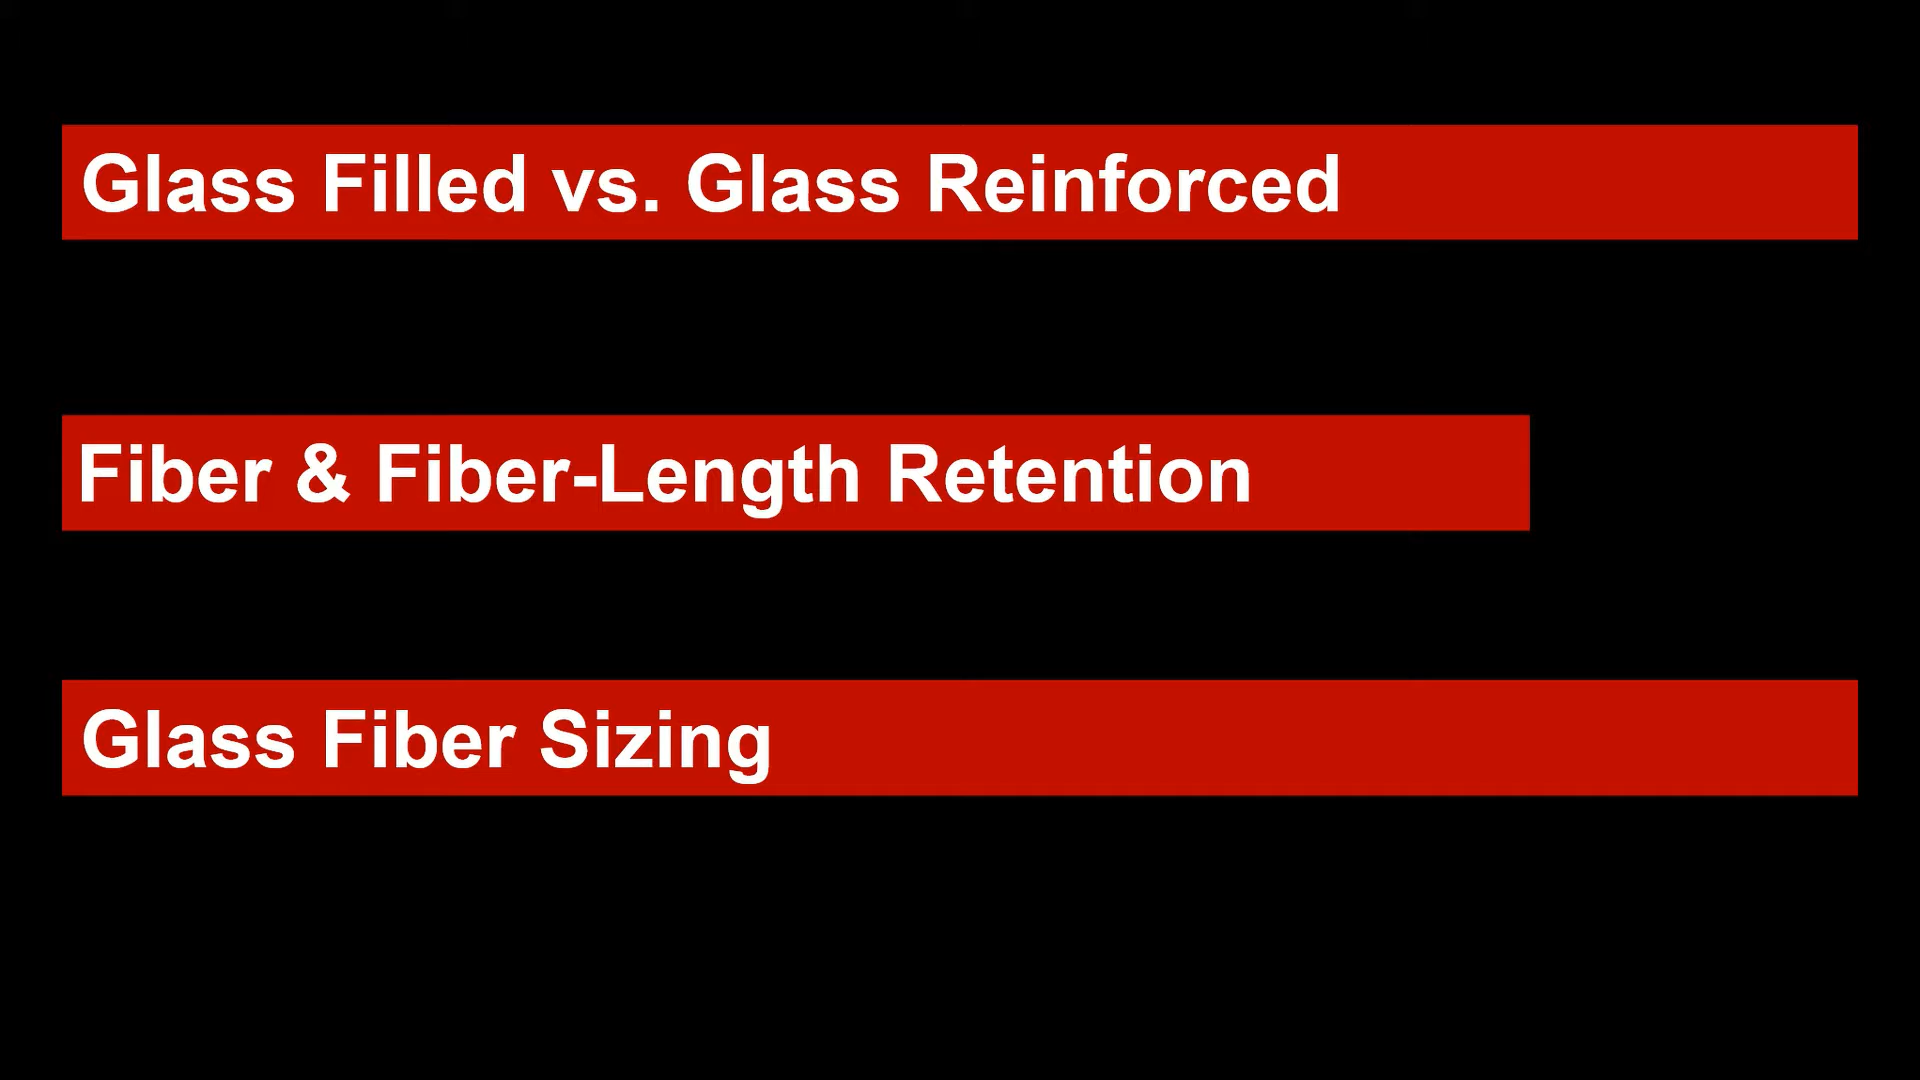 Glass Filled vs. Glass Reinforced
Fiber & Fiber-Length Retention
Glass Fiber Sizing